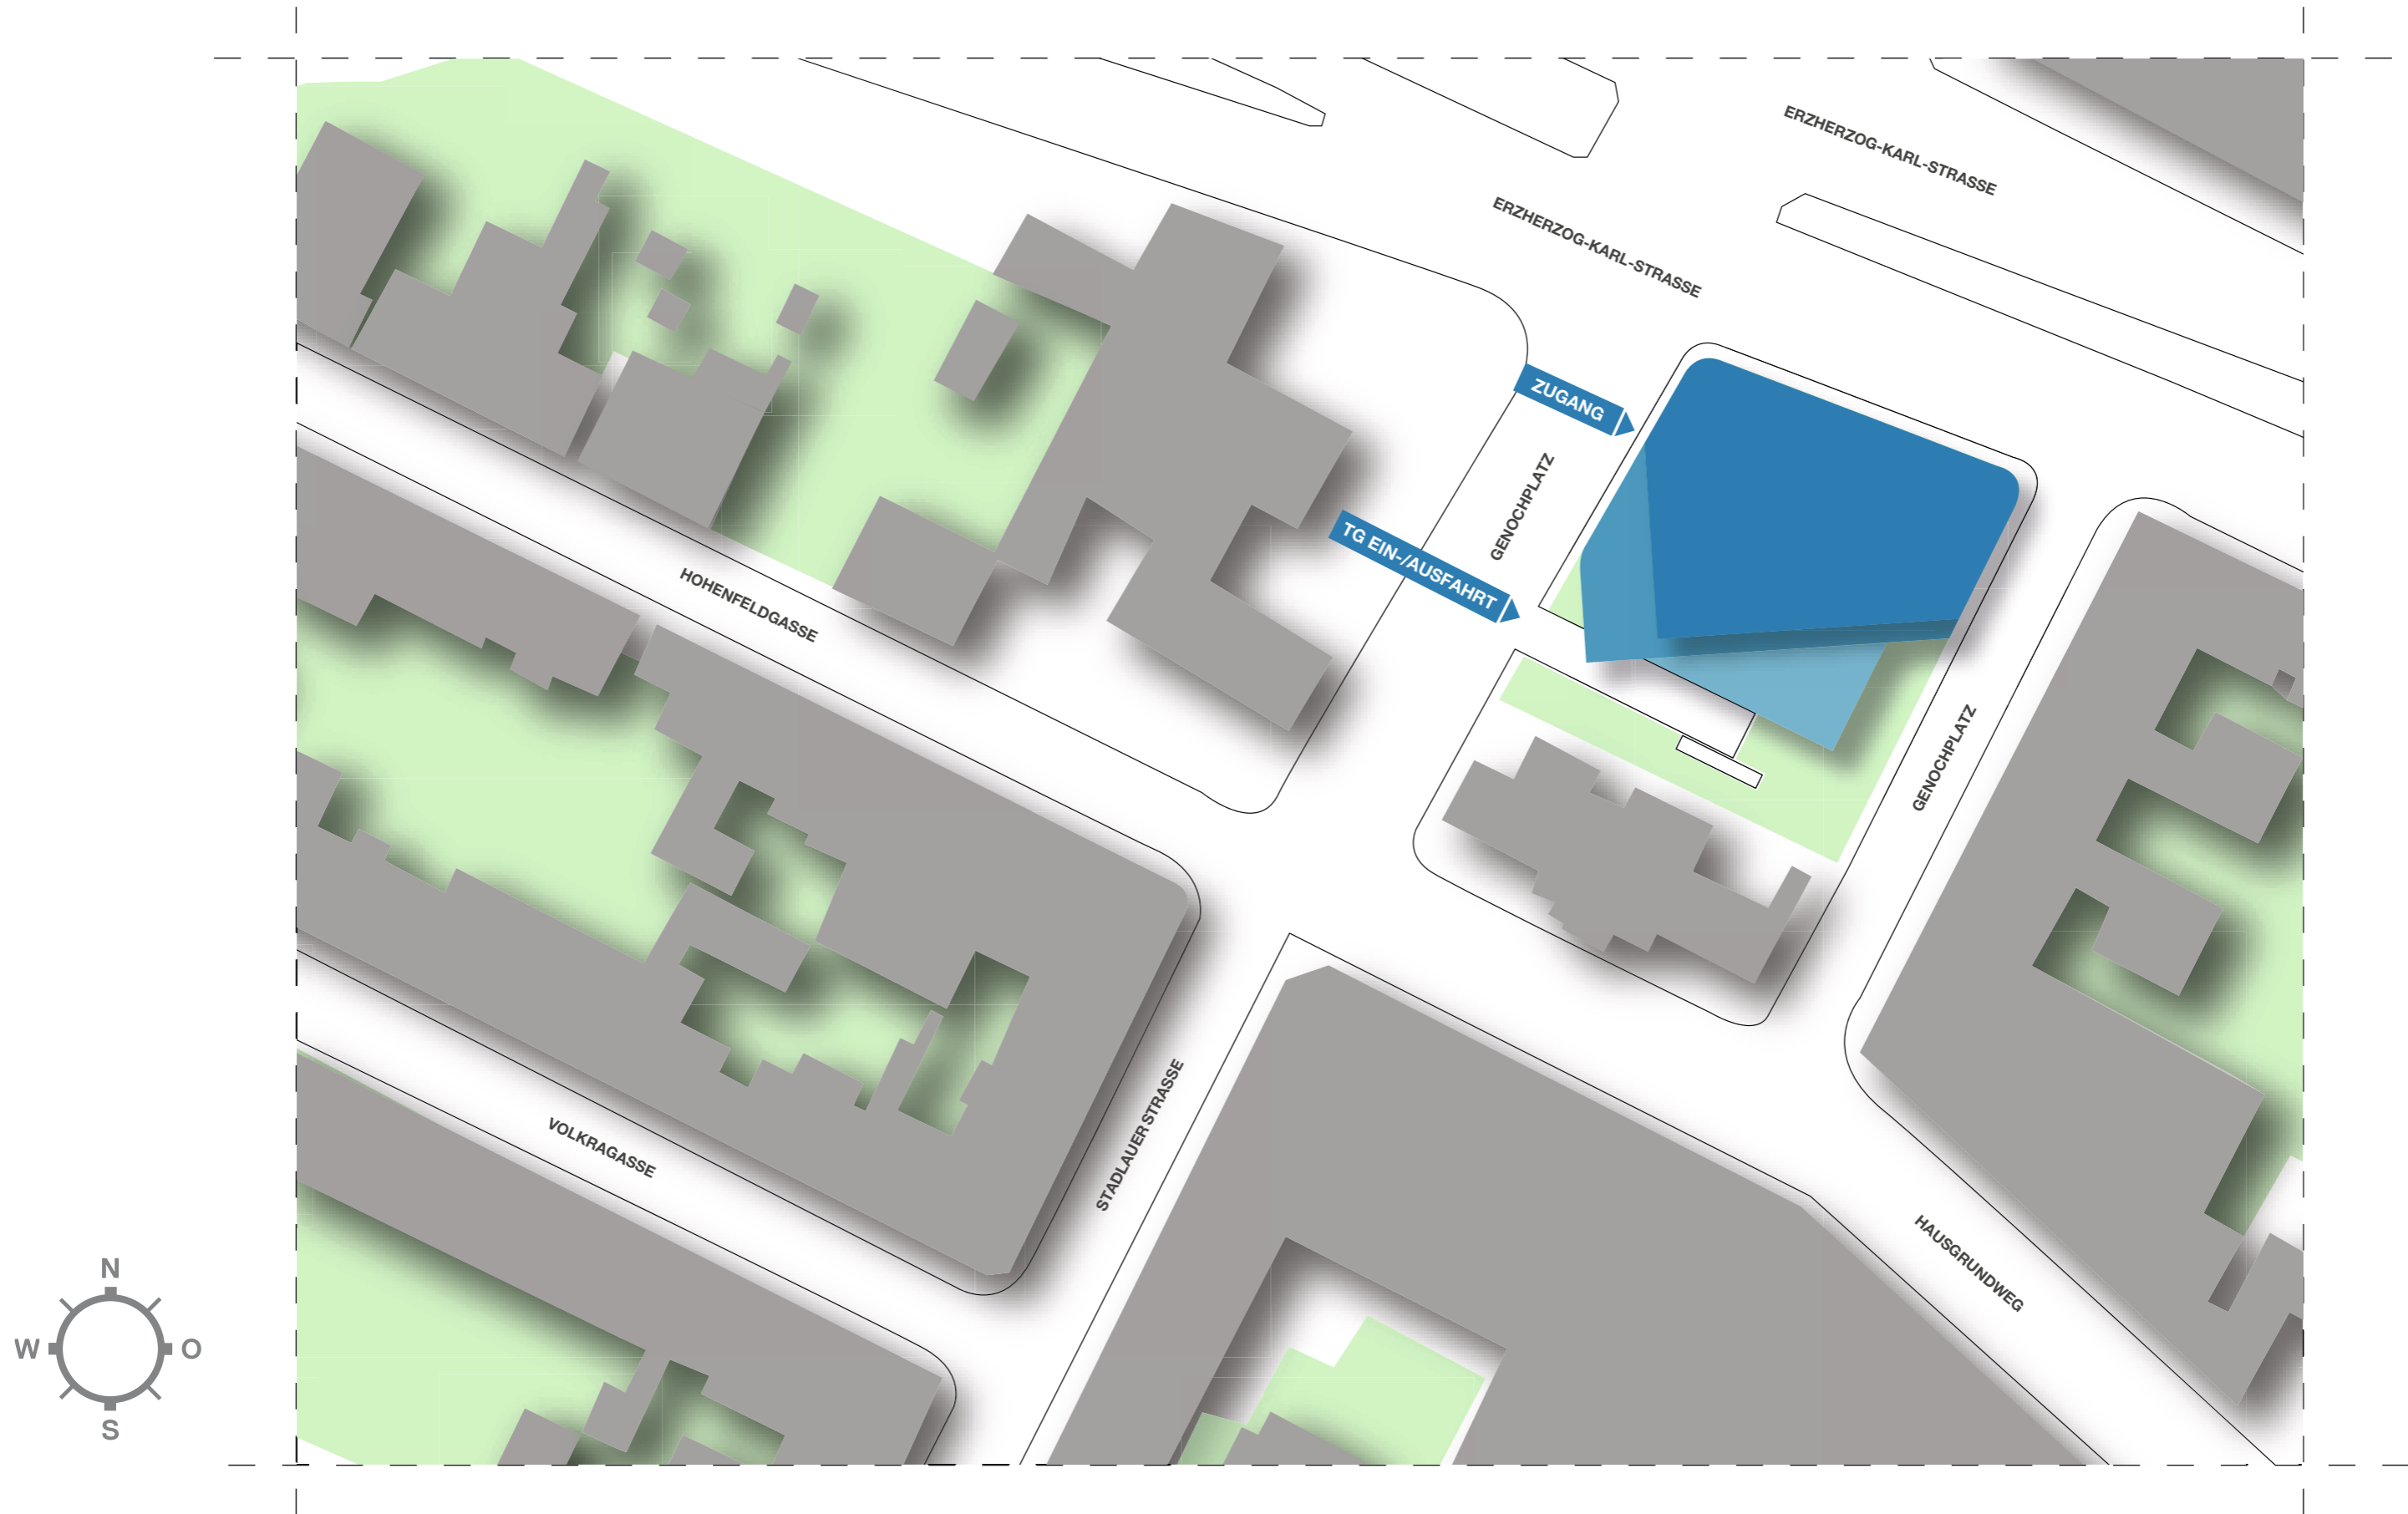 ERZHERZOG-KARL-STRASSE
ERZHERZOG-KARL-STRASSE
ZUGANG
GENOCHPLATZ
TG EIN-/AUSFAHRT
HOHENFELDGASSE
GENOCHPLATZ
STADLAUER STRASSE
VOLKRAGASSE
HAUSGRUNDWEG
N
W
O
S